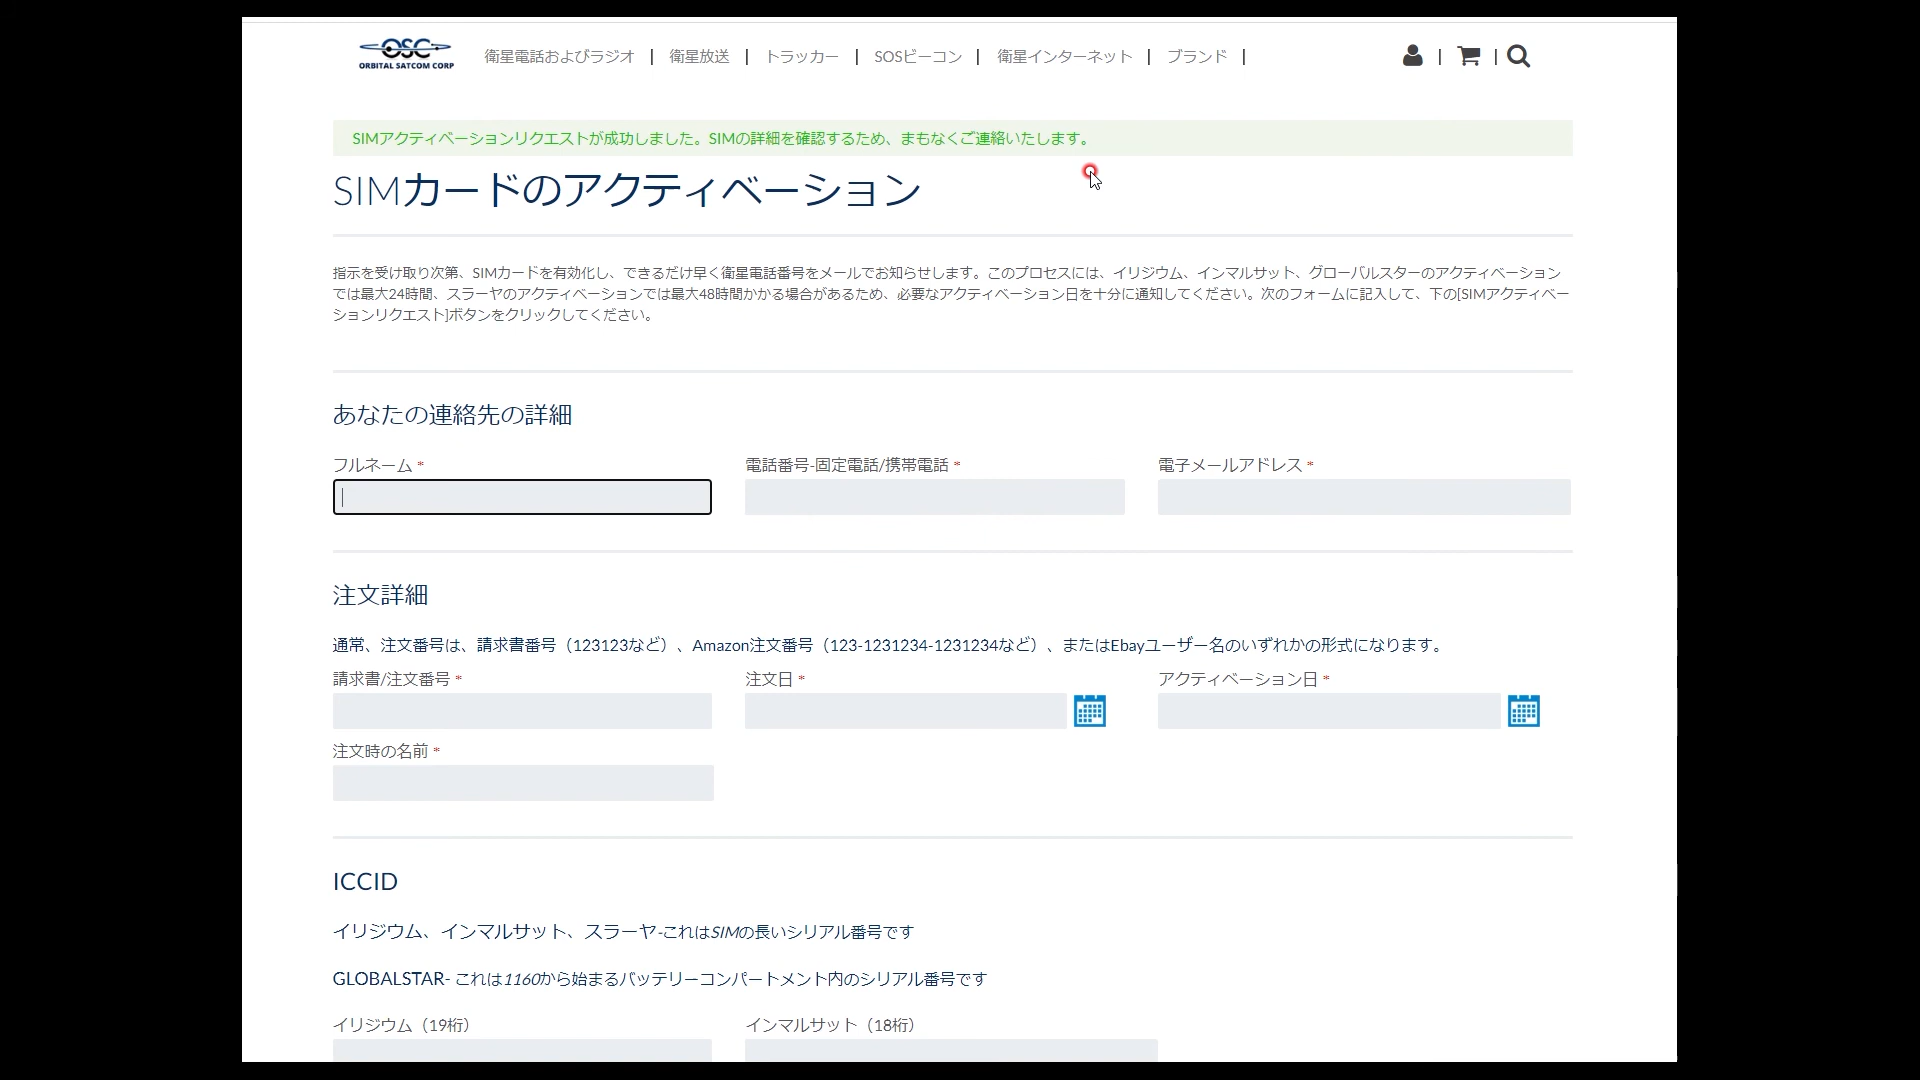 OSC
ORBITAL SATCOM CORP
衛星電話およびラジオ | 衛星放送 | トラッカー | SOSビーコン | 衛星インターネット | ブランド |
SIMアクティベーションリクエストが成功しました。SIMの詳細を確認するため、まもなくご連絡いたします。
SIMカードのアクティベーション
指示を受け取り次第、SIMカードを有効化し、できるだけ早く衛星電話番号をメールでお知らせします。このプロセスには、イリジウム、インマルサット、グローバルスターのアクティベーション
では最大24時間、スラーヤのアクティベーションでは最大48時間かかる場合があるため、必要なアクティベーション日を十分に通知してください。次のフォームに記入して、下の[SIMアクティベー
ションリクエスト]ボタンをクリックしてください。
あなたの連絡先の詳細
フルネーム *
電話番号-固定電話/携帯電話 *
電子メールアドレス *
注文詳細
通常、注文番号は、請求書番号（123123など）、Amazon注文番号（123-1231234-1231234など）、またはEbayユーザー名のいずれかの形式になります。
請求書/注文番号 *
注文日 *
アクティベーション日 *
注文時の名前 *
ICCID
イリジウム、インマルサット、スラーヤ-これはSIMの長いシリアル番号です
GLOBALSTAR- これは1160から始まるバッテリーコンパートメント内のシリアル番号です
イリジウム（19桁）
インマルサット（18桁）